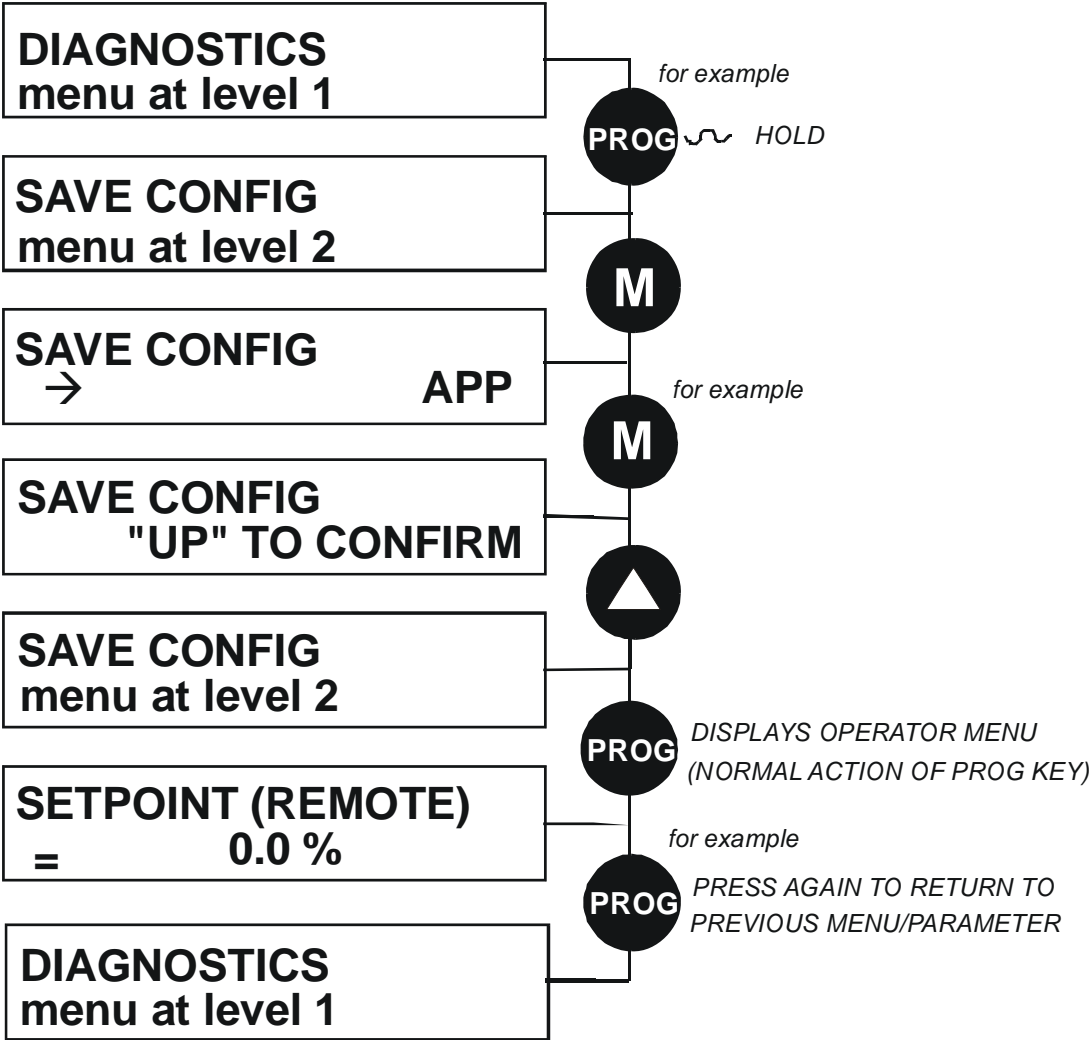 DIAGNOSTICS
menu at level 1
for example
PROG
HOLD
SAVE CONFIG
menu at level 2
M
SAVE CONFIG
→ APP
for example
M
SAVE CONFIG
"UP" TO CONFIRM
SAVE CONFIG
menu at level 2
PROG
DISPLAYS OPERATOR MENU
(NORMAL ACTION OF PROG KEY)
SETPOINT (REMOTE)
= 0.0 %
for example
PROG
PRESS AGAIN TO RETURN TO
PREVIOUS MENU/PARAMETER
DIAGNOSTICS
menu at level 1